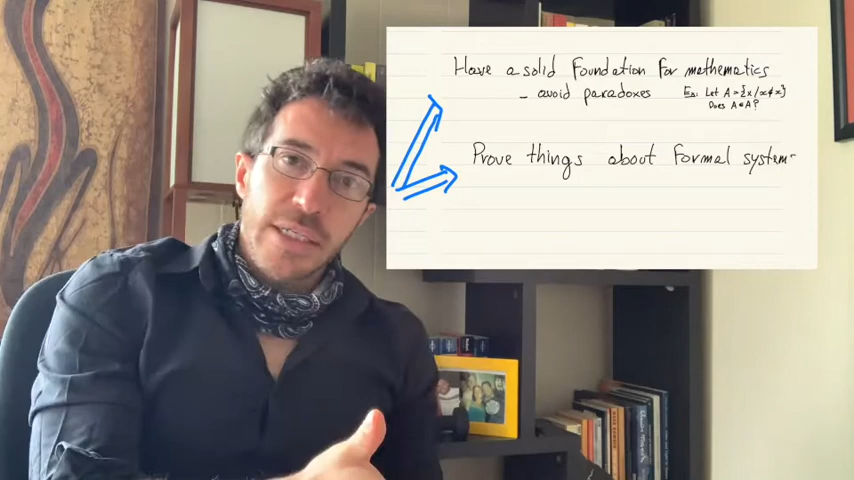 Have a solid Foundation For mathematics
- avoid paradoxes Ex: Let A = {x/x∉x}
Does A∈A?
Prove things about Formal system-